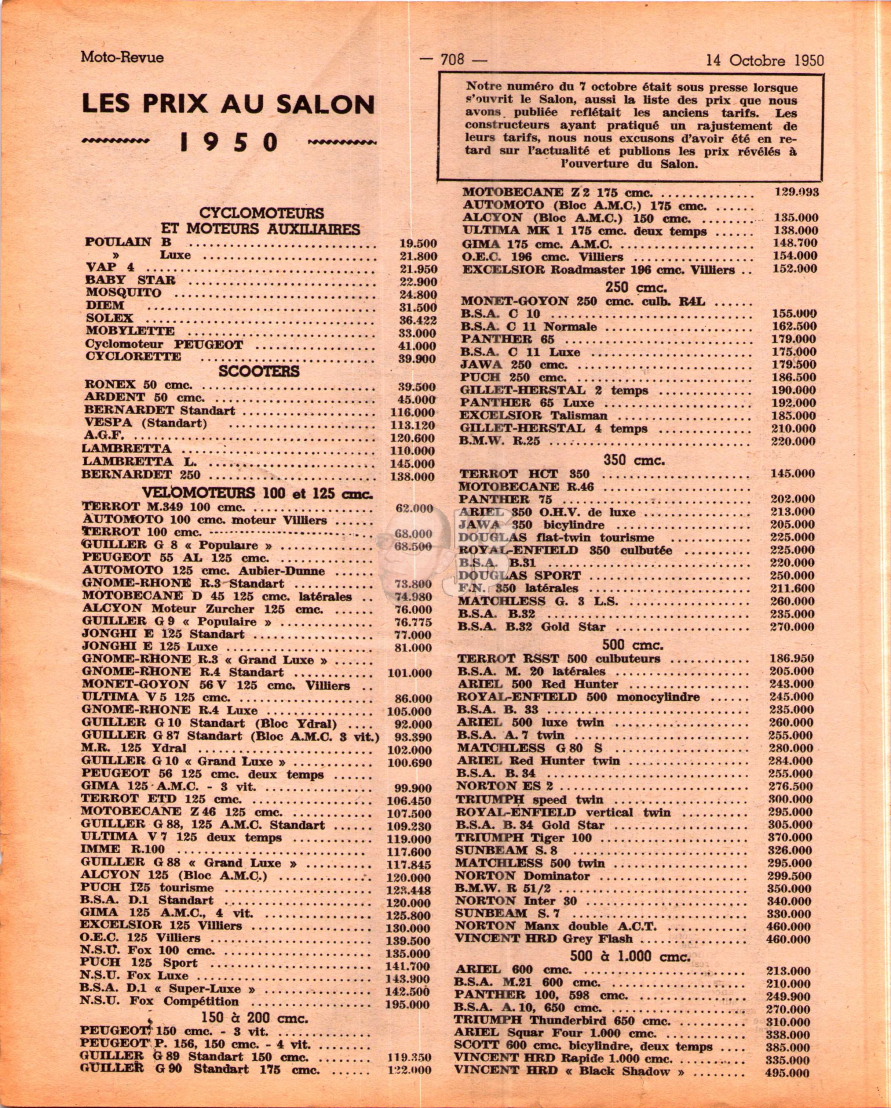 Moto-Revue
— 708 —
14 Octobre 1950
LES PRIX AU SALON
1950
Notre numéro du 7 octobre était sous presse lorsque
s'ouvrit le Salon, aussi la liste des prix que nous
avons publiée reflétait les anciens tarifs. Les
constructeurs ayant pratiqué un rajustement de
leurs tarifs, nous nous excusons d'avoir été en re-
tard sur l'actualité et publions les prix révélés à
l'ouverture du Salon.
CYCLOMOTEURS
ET MOTEURS AUXILIAIRES
POULAIN B .......... 19.500
» Luxe .......... 21.800
VAP 4 .......... 21.950
BABY STAR .......... 22.900
MOSQUITO .......... 24.800
DIEM .......... 31.500
SOLEX .......... 36.422
MOBYLETTE .......... 33.000
Cyclomoteur PEUGEOT .......... 41.000
CYCLORETTE .......... 39.900
SCOOTERS
RONEX 50 cmc. .......... 39.500
ARDENT 50 cmc. .......... 45.000
BERNARDET Standart .......... 116.000
VESPA (Standart) .......... 113.120
A.G.F. .......... 120.600
LAMBRETTA .......... 110.000
LAMBRETTA L. .......... 145.000
BERNARDET 250 .......... 138.000
VELOMOTEURS 100 et 125 cmc.
TERROT M.349 100 cmc. .......... 62.000
AUTOMOTO 100 cmc. moteur Villiers ......
TERROT 100 cmc. .......... 68.000
GUILLER G 8 « Populaire » .......... 68.500
PEUGEOT 55 AL 125 cmc. ..........
AUTOMOTO 125 cmc. Aubier-Dunne ......
GNOME-RHONE R.3 Standart .......... 73.800
MOTOBECANE D 45 125 cmc. latérales .. 74.980
ALCYON Moteur Zurcher 125 cmc. ...... 76.000
GUILLER G 9 « Populaire » .......... 76.775
JONGHI E 125 Standart .......... 77.000
JONGHI E 125 Luxe .......... 81.000
GNOME-RHONE R.3 « Grand Luxe » ......
GNOME-RHONE R.4 Standart .......... 101.000
MONET-GOYON 56 V 125 cmc. Villiers ..
ULTIMA V 5 125 cmc. .......... 86.000
GNOME-RHONE R.4 Luxe .......... 105.000
GUILLER G 10 Standart (Bloc Ydral) .... 92.000
GUILLER G 87 Standart (Bloc A.M.C. 3 vit.) 93.390
M.R. 125 Ydral .......... 102.000
GUILLER G 10 « Grand Luxe » .......... 100.690
PEUGEOT 56 125 cmc. deux temps ......
GIMA 125 A.M.C. - 3 vit. .......... 99.900
TERROT ETD 125 cmc. .......... 106.450
MOTOBECANE Z 46 125 cmc. .......... 107.500
GUILLER G 88, 125 A.M.C. Standart ...... 109.230
ULTIMA V 7 125 deux temps .......... 119.000
IMME R.100 .......... 117.600
GUILLER G 88 « Grand Luxe » .......... 117.845
ALCYON 125 (Bloc A.M.C.) .......... 120.000
PUCH 125 tourisme .......... 123.448
B.S.A. D.1 Standart .......... 120.000
GIMA 125 A.M.C., 4 vit. .......... 125.800
EXCELSIOR 125 Villiers .......... 130.000
O.E.C. 125 Villiers .......... 139.500
N.S.U. Fox 100 cmc. .......... 135.000
PUCH 125 Sport .......... 141.700
N.S.U. Fox Luxe .......... 143.900
B.S.A. D.1 « Super-Luxe » .......... 142.500
N.S.U. Fox Compétition .......... 195.000
150 à 200 cmc.
PEUGEOT 150 cmc. - 3 vit. ..........
PEUGEOT P. 156, 150 cmc. - 4 vit. ......
GUILLER G 89 Standart 150 cmc. ...... 119.350
GUILLER G 90 Standart 175 cmc. ...... 122.000
MOTOBECANE Z 2 175 cmc. .......... 129.093
AUTOMOTO (Bloc A.M.C.) 175 cmc. ......
ALCYON (Bloc A.M.C.) 150 cmc. ........ 135.000
ULTIMA MK 1 175 cmc. deux temps ...... 138.000
GIMA 175 cmc. A.M.C. .......... 148.700
O.E.C. 196 cmc. Villiers .......... 154.000
EXCELSIOR Roadmaster 196 cmc. Villiers .. 152.900
250 cmc.
MONET-GOYON 250 cmc. culb. R4L ......
B.S.A. C 10 .......... 155.000
B.S.A. C 11 Normale .......... 162.500
PANTHER 65 .......... 179.000
B.S.A. C 11 Luxe .......... 175.000
JAWA 250 cmc. .......... 179.500
PUCH 250 cmc. .......... 186.500
GILLET-HERSTAL 2 temps .......... 190.000
PANTHER 65 Luxe .......... 192.000
EXCELSIOR Talisman .......... 185.000
GILLET-HERSTAL 4 temps .......... 210.000
B.M.W. R.25 .......... 220.000
350 cmc.
TERROT HCT 350 .......... 145.000
MOTOBECANE R.46 ..........
PANTHER 75 .......... 202.000
ARIEL 350 O.H.V. de luxe .......... 213.000
JAWA 350 bicylindre .......... 205.000
DOUGLAS flat-twin tourisme .......... 225.000
ROYAL-ENFIELD 350 culbutée .......... 225.000
B.S.A. B.31 .......... 220.000
DOUGLAS SPORT .......... 250.000
F.N. 350 latérales .......... 211.600
MATCHLESS G. 3 L.S. .......... 260.000
B.S.A. B.32 .......... 235.000
B.S.A. B.32 Gold Star .......... 270.000
500 cmc.
TERROT RSST 500 culbuteurs .......... 186.950
B.S.A. M. 20 latérales .......... 205.000
ARIEL 500 Red Hunter .......... 243.000
ROYAL-ENFIELD 500 monocylindre ...... 245.000
B.S.A. B. 33 .......... 235.000
ARIEL 500 luxe twin .......... 260.000
B.S.A. A. 7 twin .......... 255.000
MATCHLESS G 80 S .......... 280.000
ARIEL Red Hunter twin .......... 284.000
B.S.A. B. 34 .......... 255.000
NORTON ES 2 .......... 276.500
TRIUMPH speed twin .......... 300.000
ROYAL-ENFIELD vertical twin .......... 295.000
B.S.A. B. 34 Gold Star .......... 305.000
TRIUMPH Tiger 100 .......... 370.000
SUNBEAM S. 8 .......... 326.000
MATCHLESS 500 twin .......... 295.000
NORTON Dominator .......... 299.500
B.M.W. R 51/2 .......... 350.000
NORTON Inter 30 .......... 340.000
SUNBEAM S. 7 .......... 330.000
NORTON Manx double A.C.T. .......... 460.000
VINCENT HRD Grey Flash .......... 460.000
500 à 1.000 cmc.
ARIEL 600 cmc. .......... 213.000
B.S.A. M.21 600 cmc. .......... 210.000
PANTHER 100, 598 cmc. .......... 249.900
B.S.A. A. 10, 650 cmc. .......... 270.000
TRIUMPH Thunderbird 650 cmc. .......... 310.000
ARIEL Squar Four 1.000 cmc. .......... 338.000
SCOTT 600 cmc. bicylindre, deux temps .... 385.000
VINCENT HRD Rapide 1.000 cmc. .......... 335.000
VINCENT HRD « Black Shadow » ........ 495.000